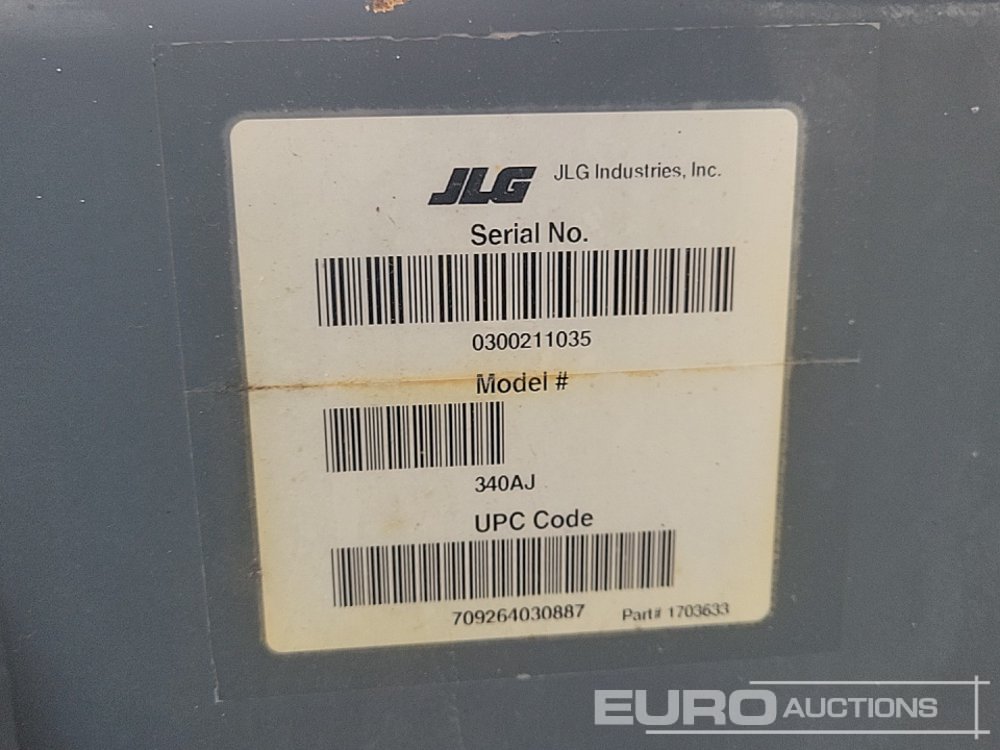 JLG JLG Industries, Inc.
Serial No.
0300211035
Model #
340AJ
UPC Code
709264030887 Part# 1703633
EURO AUCTIONS